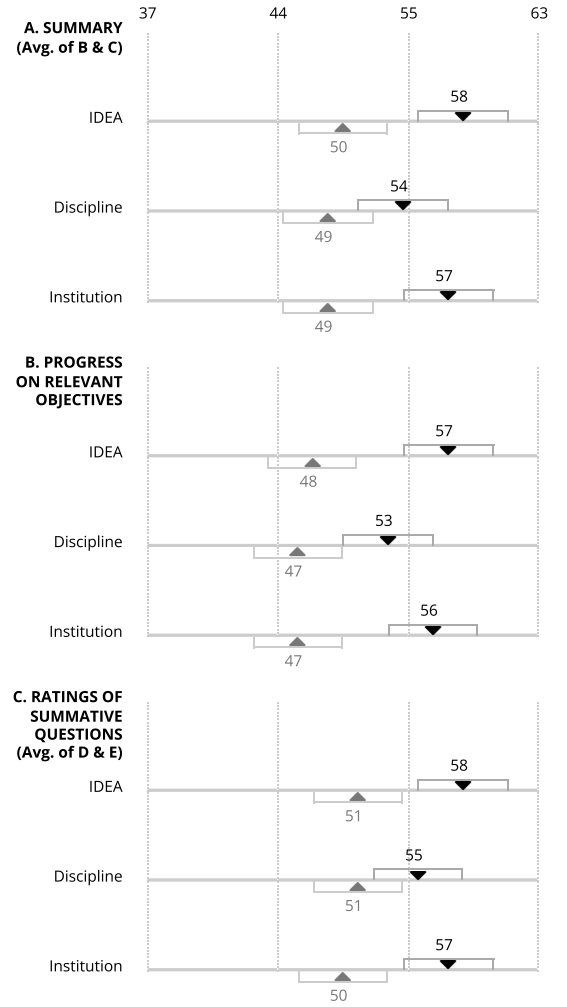 37 44 55 63
A. SUMMARY
(Avg. of B & C)
58
IDEA
50
54
Discipline
49
57
Institution
49
B. PROGRESS
ON RELEVANT
OBJECTIVES
57
IDEA
48
53
Discipline
47
56
Institution
47
C. RATINGS OF
SUMMATIVE
QUESTIONS
(Avg. of D & E)
58
IDEA
51
55
Discipline
51
57
Institution
50